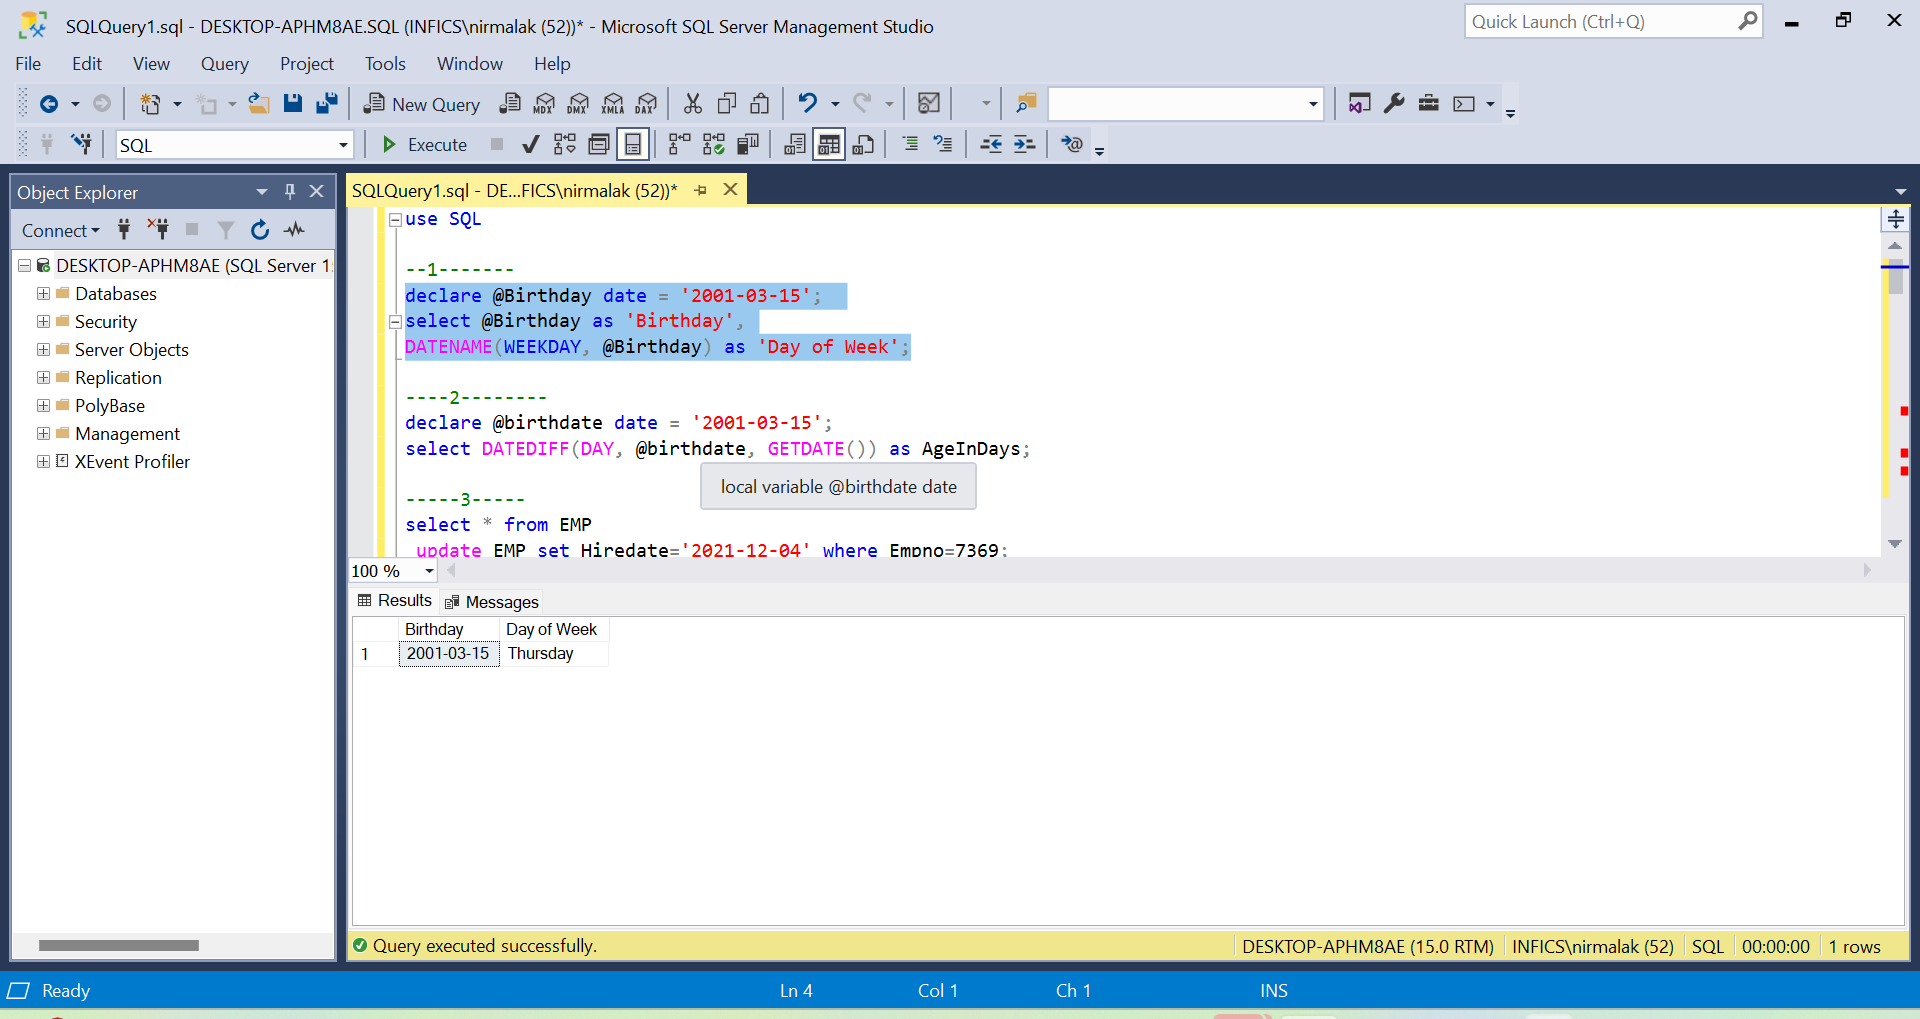 SQLQuery1.sql - DESKTOP-APHM8AE.SQL (INFICS\nirmalak (52))* - Microsoft SQL Server Management Studio
Quick Launch (Ctrl+Q)
File Edit View Query Project Tools Window Help
New Query MDX DMX XMLA DAX
SQL Execute
Object Explorer
SQLQuery1.sql - DE...FICS\nirmalak (52))*
Connect
DESKTOP-APHM8AE (SQL Server 1
Databases
Security
Server Objects
Replication
PolyBase
Management
XEvent Profiler
use SQL
--1-------
declare @Birthday date = '2001-03-15';
select @Birthday as 'Birthday',
DATENAME(WEEKDAY, @Birthday) as 'Day of Week';
----2--------
declare @birthdate date = '2001-03-15';
select DATEDIFF(DAY, @birthdate, GETDATE()) as AgeInDays;
local variable @birthdate date
-----3-----
select * from EMP
update EMP set Hiredate='2021-12-04' where Empno=7369;
100 %
Results Messages
Birthday Day of Week
1 2001-03-15 Thursday
Query executed successfully.
DESKTOP-APHM8AE (15.0 RTM) INFICS\nirmalak (52) SQL 00:00:00 1 rows
Ready Ln 4 Col 1 Ch 1 INS